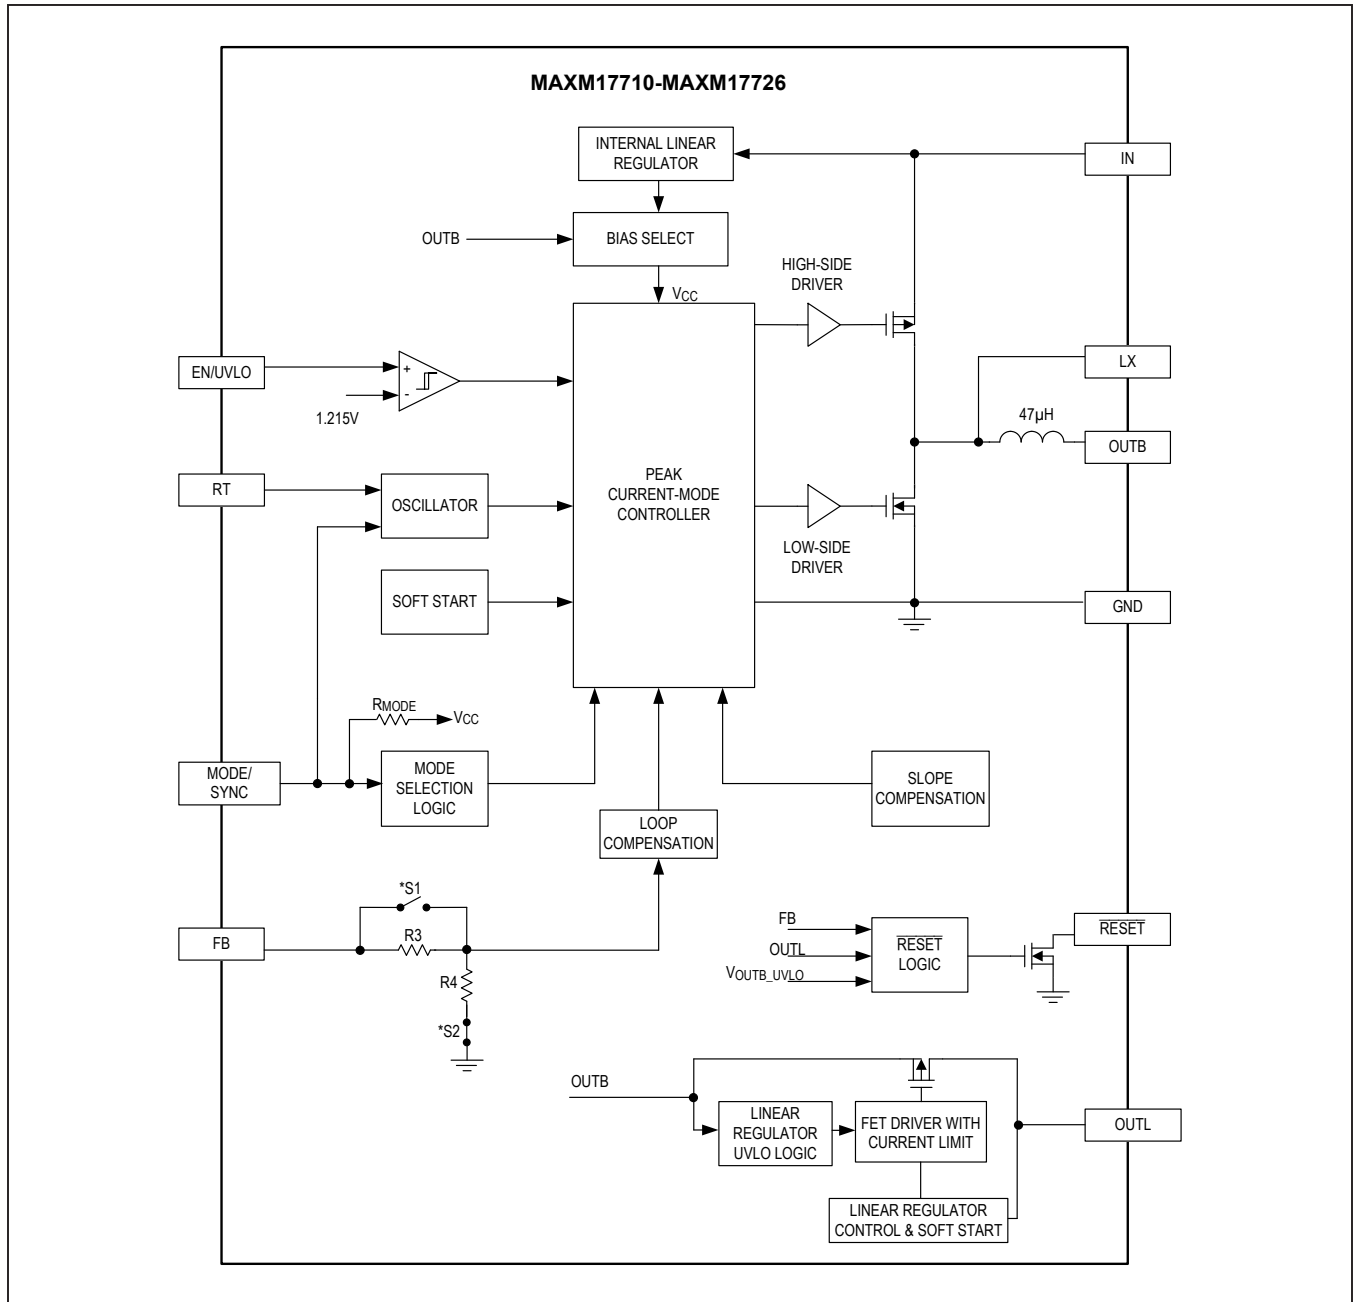 MAXM17710-MAXM17726
INTERNAL LINEAR
REGULATOR
IN
OUTB
BIAS SELECT
VCC
HIGH-SIDE
DRIVER
EN/UVLO
+
-
1.215V
LX
47µH
OUTB
RT
OSCILLATOR
PEAK
CURRENT-MODE
CONTROLLER
LOW-SIDE
DRIVER
SOFT START
GND
RMODE
VCC
MODE/
SYNC
MODE
SELECTION
LOGIC
SLOPE
COMPENSATION
LOOP
COMPENSATION
*S1
FB
R3
R4
*S2
FB
OUTL
VOUTB_UVLO
RESET
LOGIC
RESET
OUTB
LINEAR
REGULATOR
UVLO LOGIC
FET DRIVER WITH
CURRENT LIMIT
OUTL
LINEAR REGULATOR
CONTROL & SOFT START